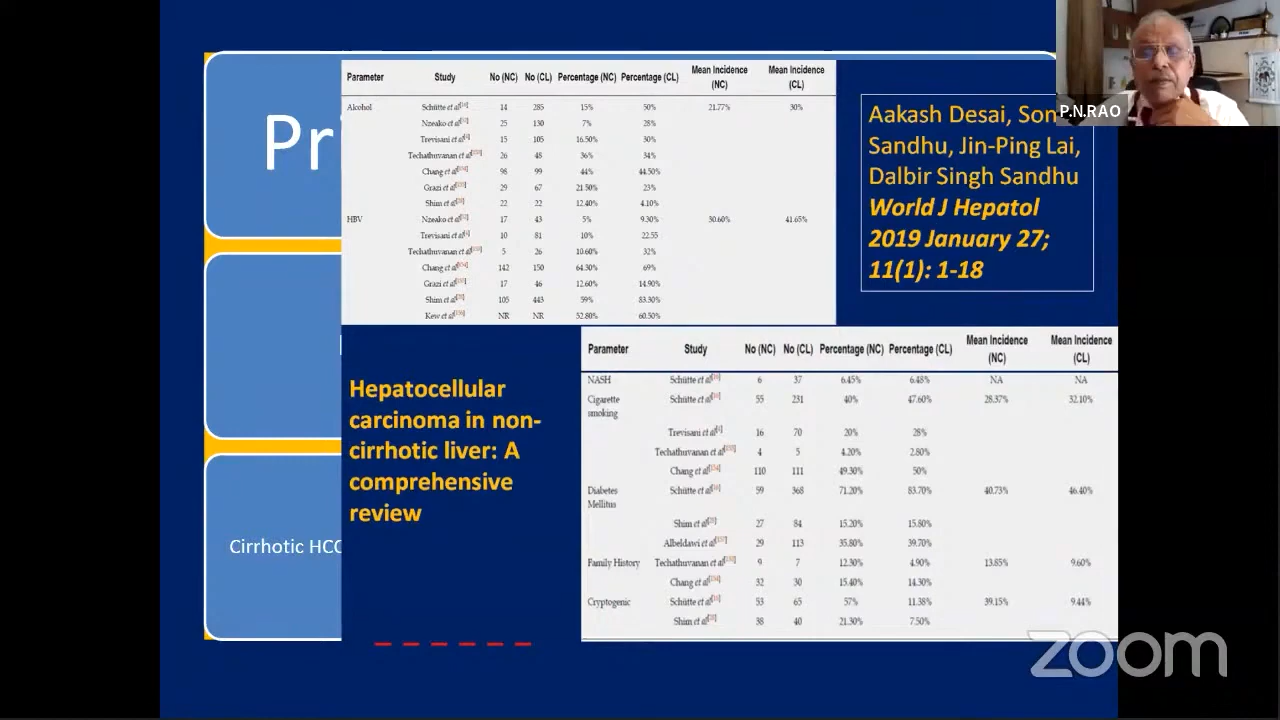 Pri
Cirrhotic HCC
Parameter Study No (NC) No (CL) Percentage (NC) Percentage (CL) Mean Incidence (NC) Mean Incidence (CL)
Alcohol Schütte et al 14 285 15% 50% 21.77% 30%
Nzeako et al 25 130 7% 28%
Trevisani et al 15 105 16.50% 30%
Techathuvanan et al 26 48 36% 34%
Chang et al 98 99 44% 44.50%
Grazi et al 29 67 21.50% 23%
Shim et al 22 22 12.40% 4.10%
HBV Nzeako et al 17 43 5% 9.30% 30.60% 41.65%
Trevisani et al 10 81 10% 22.55
Techathuvanan et al 5 26 10.60% 32%
Chang et al 142 150 64.30% 69%
Grazi et al 17 46 12.60% 14.90%
Shim et al 105 443 59% 83.30%
Kew et al NR NR 52.80% 60.50%
P.N.RAO
Aakash Desai,
Sandhu, Jin-Ping Lai,
Dalbir Singh Sandhu
World J Hepatol
2019 January 27;
11(1): 1-18
Hepatocellular
carcinoma in non-
cirrhotic liver: A
comprehensive
review
Parameter Study No (NC) No (CL) Percentage (NC) Percentage (CL) Mean Incidence (NC) Mean Incidence (CL)
NASH Schütte et al 6 37 6.45% 6.48% NA NA
Cigarette smoking Schütte et al 55 231 40% 47.60% 28.37% 32.10%
Trevisani et al 16 70 20% 28%
Techathuvanan et al 4 5 4.20% 2.80%
Chang et al 110 111 49.30% 50%
Diabetes Mellitus Schütte et al 59 368 71.20% 83.70% 40.73% 46.40%
Shim et al 27 84 15.20% 15.80%
Albeldawi et al 29 113 35.80% 39.70%
Family History Techathuvanan et al 9 7 12.30% 4.90% 13.85% 9.60%
Chang et al 32 30 15.40% 14.30%
Cryptogenic Schütte et al 53 65 57% 11.38% 39.15% 9.44%
Shim et al 38 40 21.30% 7.50%
zoom